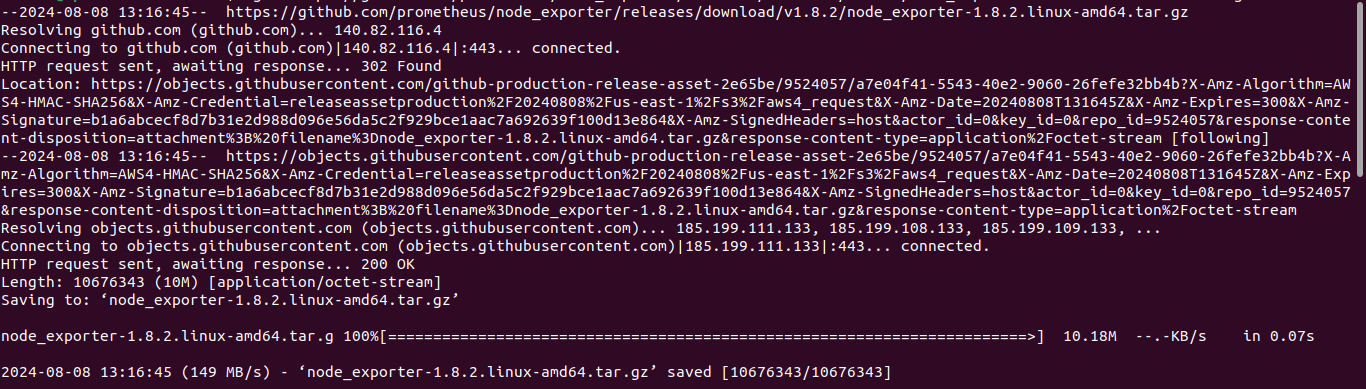 --2024-08-08 13:16:45--  https://github.com/prometheus/node_exporter/releases/download/v1.8.2/node_exporter-1.8.2.linux-amd64.tar.gz
Resolving github.com (github.com)... 140.82.116.4
Connecting to github.com (github.com)|140.82.116.4|:443... connected.
HTTP request sent, awaiting response... 302 Found
Location: https://objects.githubusercontent.com/github-production-release-asset-2e65be/9524057/a7e04f41-5543-40e2-9060-26fefe32bb4b?X-Amz-Algorithm=AW
S4-HMAC-SHA256&X-Amz-Credential=releaseassetproduction%2F20240808%2Fus-east-1%2Fs3%2Faws4_request&X-Amz-Date=20240808T131645Z&X-Amz-Expires=300&X-Amz-
Signature=b1a6abcecf8d7b31e2d988d096e56da5c2f929bce1aac7a692639f100d13e864&X-Amz-SignedHeaders=host&actor_id=0&key_id=0&repo_id=9524057&response-conte
nt-disposition=attachment%3B%20filename%3Dnode_exporter-1.8.2.linux-amd64.tar.gz&response-content-type=application%2Foctet-stream [following]
--2024-08-08 13:16:45--  https://objects.githubusercontent.com/github-production-release-asset-2e65be/9524057/a7e04f41-5543-40e2-9060-26fefe32bb4b?X-A
mz-Algorithm=AWS4-HMAC-SHA256&X-Amz-Credential=releaseassetproduction%2F20240808%2Fus-east-1%2Fs3%2Faws4_request&X-Amz-Date=20240808T131645Z&X-Amz-Exp
ires=300&X-Amz-Signature=b1a6abcecf8d7b31e2d988d096e56da5c2f929bce1aac7a692639f100d13e864&X-Amz-SignedHeaders=host&actor_id=0&key_id=0&repo_id=9524057
&response-content-disposition=attachment%3B%20filename%3Dnode_exporter-1.8.2.linux-amd64.tar.gz&response-content-type=application%2Foctet-stream
Resolving objects.githubusercontent.com (objects.githubusercontent.com)... 185.199.111.133, 185.199.108.133, 185.199.109.133, ...
Connecting to objects.githubusercontent.com (objects.githubusercontent.com)|185.199.111.133|:443... connected.
HTTP request sent, awaiting response... 200 OK
Length: 10676343 (10M) [application/octet-stream]
Saving to: ‘node_exporter-1.8.2.linux-amd64.tar.gz’
node_exporter-1.8.2.linux-amd64.tar.g 100%[=======================================================================>]  10.18M  --.-KB/s    in 0.07s
2024-08-08 13:16:45 (149 MB/s) - ‘node_exporter-1.8.2.linux-amd64.tar.gz’ saved [10676343/10676343]